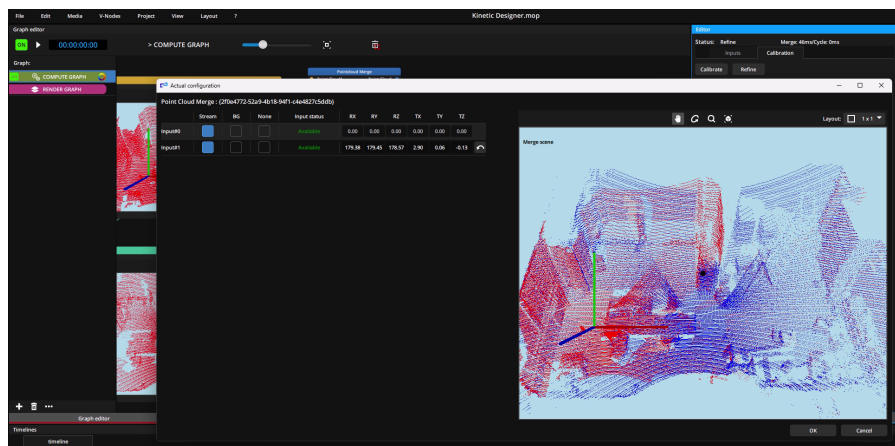 File Edit Media V-Nodes Project View Layout ? Kinetic Designer.mop
Graph editor Editor
ON 00:00:00:00 > COMPUTE GRAPH Status: Refine Merge: 46ms/Cycle: 0ms
Inputs Calibration
Graph: Pointcloud Merge Calibrate Refine
COMPUTE GRAPH
RENDER GRAPH
Actual configuration
Point Cloud Merge : {2f0e4772-52a9-4b18-94f1-c4e4827c5ddb}
Stream BG None Input status RX RY RZ TX TY TZ Layout: 1 x 1
Input#0 Available 0.00 0.00 0.00 0.00 0.00 0.00
Input#1 Available 179.38 179.45 178.57 2.90 0.06 -0.13
Merge scene
Graph editor
Timelines OK Cancel
timeline